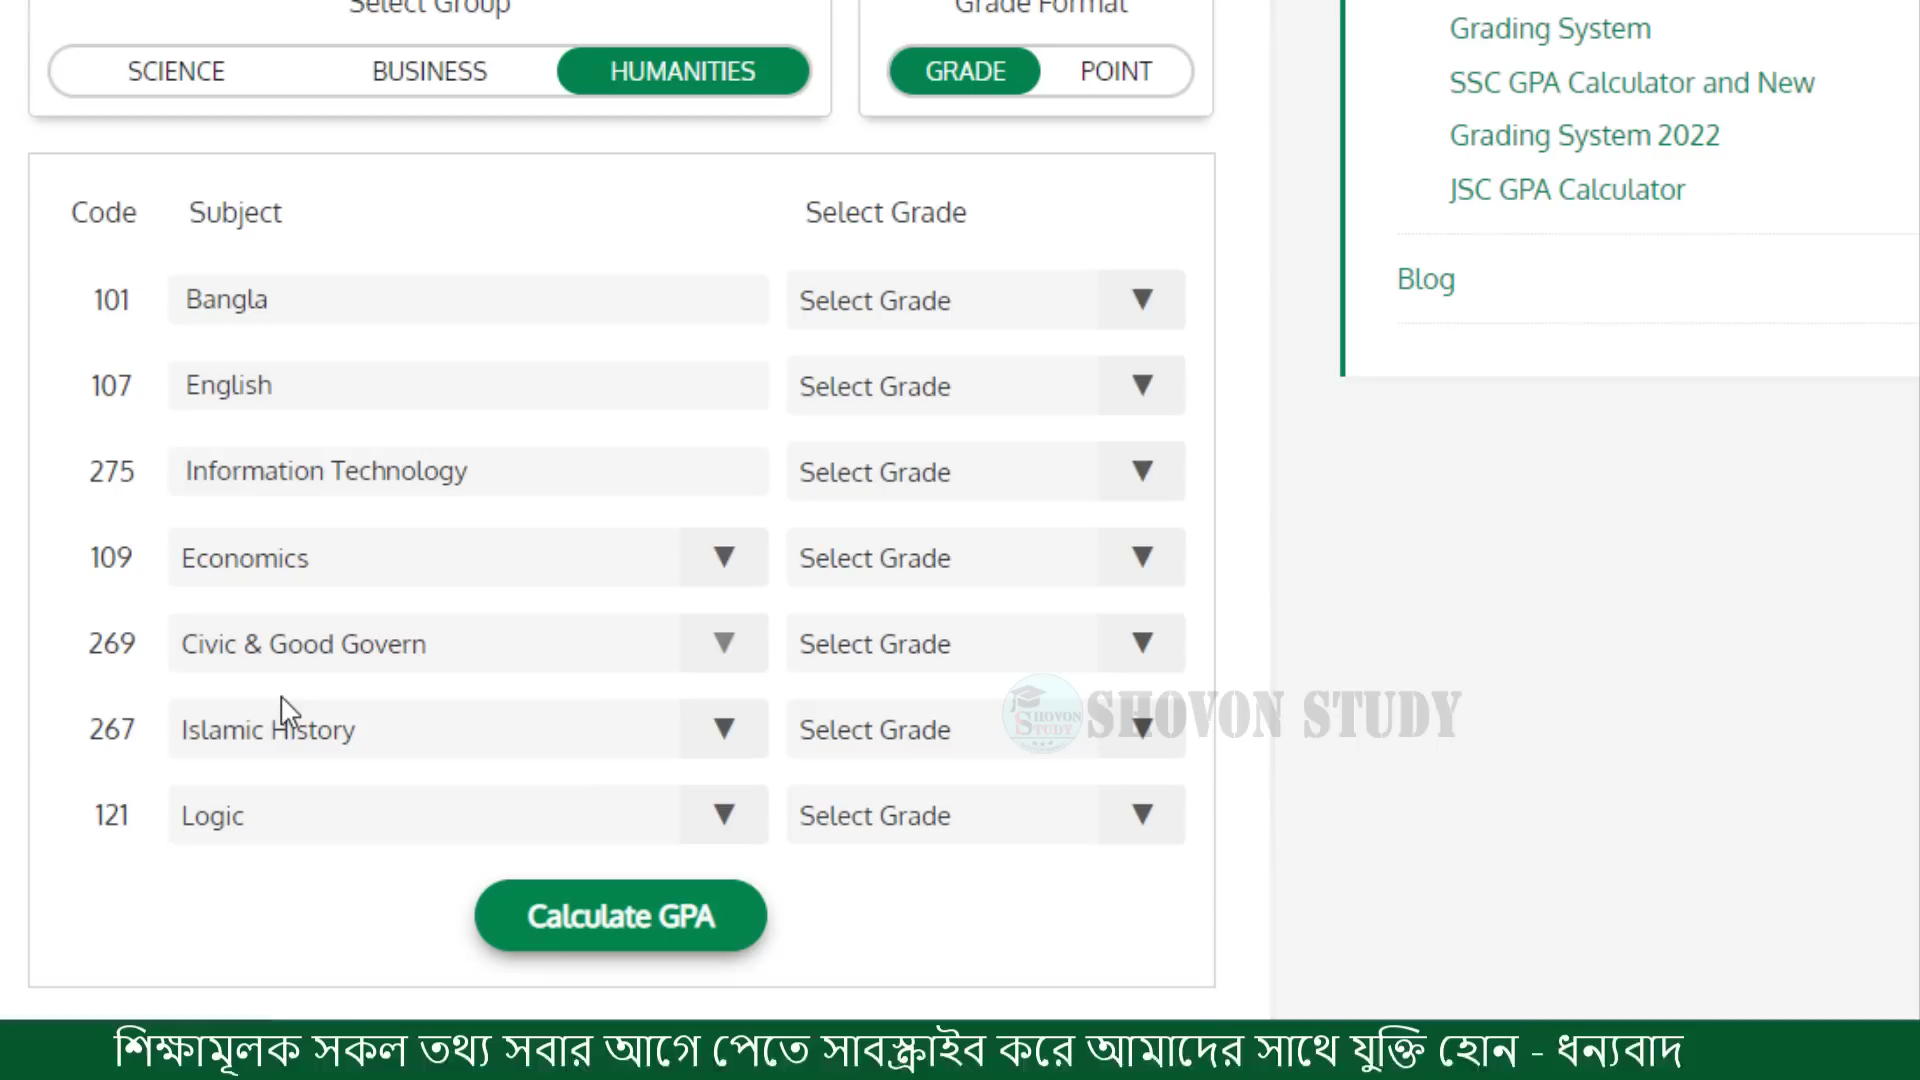 Select Group
Grade Format
SCIENCE BUSINESS HUMANITIES
GRADE POINT
Code Subject Select Grade
101 Bangla Select Grade
107 English Select Grade
275 Information Technology Select Grade
109 Economics Select Grade
269 Civic & Good Govern Select Grade
267 Islamic History Select Grade
121 Logic Select Grade
Calculate GPA
Grading System
SSC GPA Calculator and New
Grading System 2022
JSC GPA Calculator
Blog
SHOVON STUDY
SHOVON STUDY
শিক্ষামূলক সকল তথ্য সবার আগে পেতে সাবস্ক্রাইব করে আমাদের সাথে যুক্তি হোন - ধন্যবাদ